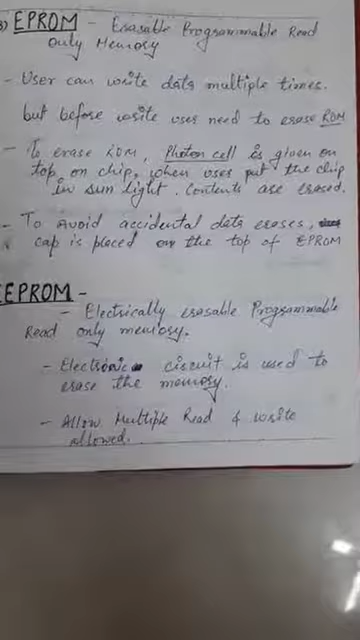 3) EPROM - Erasable Programmable Read
Only Memory
- User can write data multiple times.
but before write user need to erase ROM
- To erase ROM, Photon cell is given on
top on chip, when user put the chip
in sun light. Contents are erased.
- To Avoid accidental data erases,
cap is placed on the top of EPROM
EEPROM -
- Electrically erasable Programmable
Read only memory.
- Electronic circuit is used to
erase the memory.
- Allow Multiple Read & write
allowed.